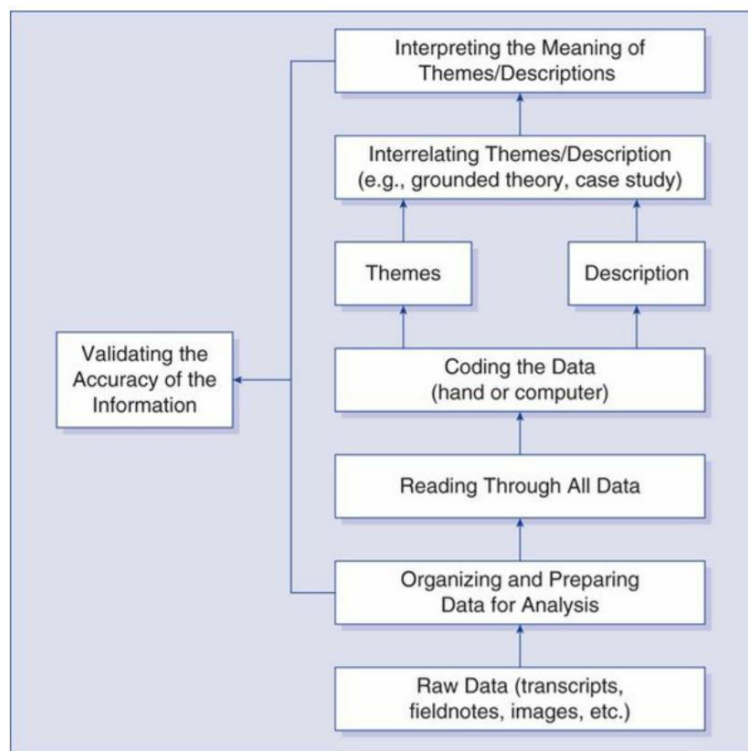 Interpreting the Meaning of
Themes/Descriptions
Interrelating Themes/Description
(e.g., grounded theory, case study)
Themes
Description
Validating the
Accuracy of the
Information
Coding the Data
(hand or computer)
Reading Through All Data
Organizing and Preparing
Data for Analysis
Raw Data (transcripts,
fieldnotes, images, etc.)